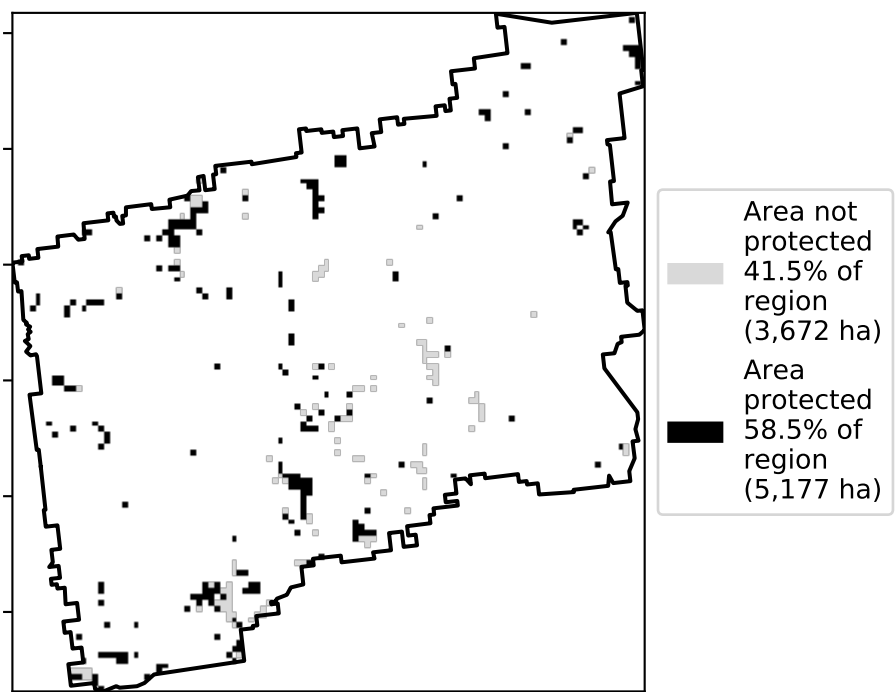 Area not
protected
41.5% of
region
(3,672 ha)
Area
protected
58.5% of
region
(5,177 ha)